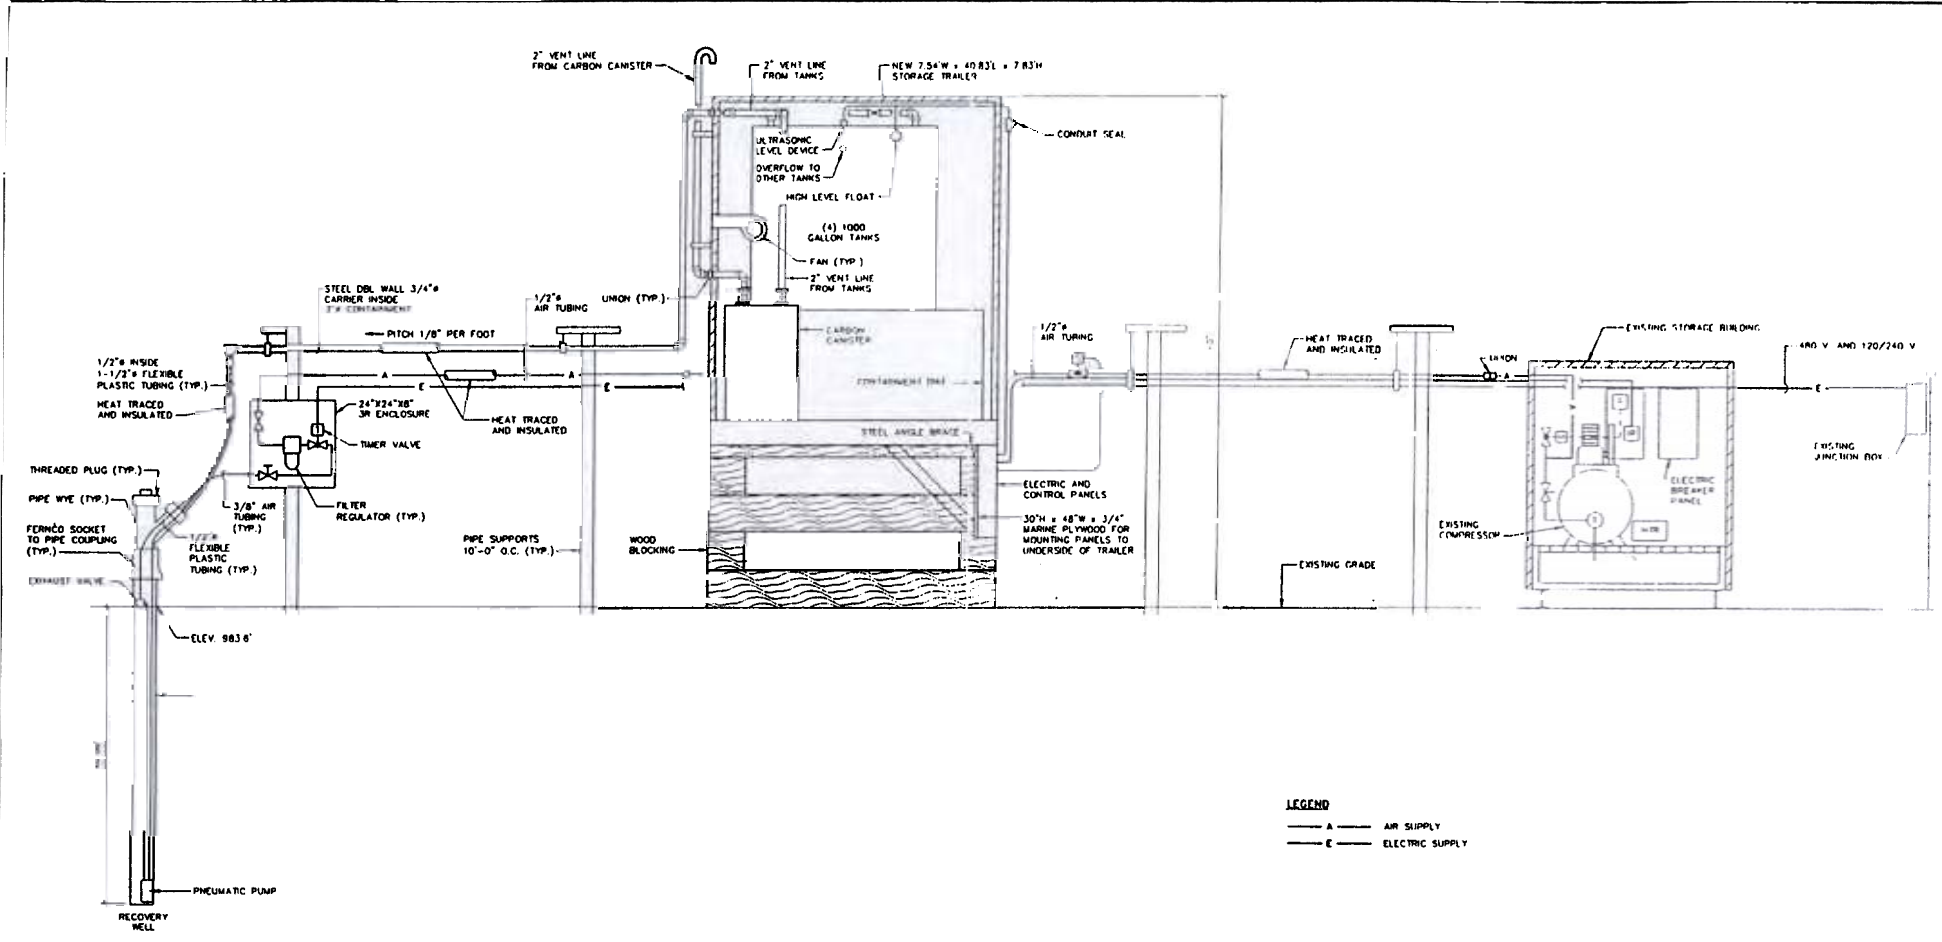 2" VENT LINE
FROM CARBON CANISTER
2" VENT LINE
FROM TANKS
NEW 7.54'W x 40.83'L x 7.83'H
STORAGE TRAILER
CONDUIT SEAL
ULTRASONIC
LEVEL DEVICE
OVERFLOW TO
OTHER TANKS
HIGH LEVEL FLOAT
(4) 1000
GALLON TANKS
FAN (TYP.)
2" VENT LINE
FROM TANKS
STEEL DBL WALL 3/4"ø
CARRIER INSIDE
CONTAINMENT
1/2"ø
AIR TUBING
UNION (TYP.)
PITCH 1/8" PER FOOT
1/2"ø INSIDE
1-1/2"ø FLEXIBLE
PLASTIC TUBING (TYP.)
HEAT TRACED
AND INSULATED
A
A
E
E
24"X24"X8"
3R ENCLOSURE
TIMER VALVE
HEAT TRACED
AND INSULATED
CARBON
CANISTER
STEEL ANGLE BRACE
1/2"ø
AIR TUBING
HEAT TRACED
AND INSULATED
UNION
A
EXISTING STORAGE BUILDING
480 V AND 120/240 V
E
EXISTING
JUNCTION BOX
ELECTRIC
BREAKER
PANEL
EXISTING
COMPRESSOR
THREADED PLUG (TYP.)
PIPE WYE (TYP.)
FERNCO SOCKET
TO PIPE COUPLING
(TYP.)
EXHAUST VALVE
3/8" AIR
TUBING
(TYP.)
1/2"ø
FLEXIBLE
PLASTIC
TUBING (TYP.)
FILTER
REGULATOR (TYP.)
PIPE SUPPORTS
10'-0" O.C. (TYP.)
WOOD
BLOCKING
ELECTRIC AND
CONTROL PANELS
30"H x 48"W x 3/4"
MARINE PLYWOOD FOR
MOUNTING PANELS TO
UNDERSIDE OF TRAILER
EXISTING GRADE
ELEV. 983.6'
PNEUMATIC PUMP
RECOVERY
WELL
LEGEND
A AIR SUPPLY
E ELECTRIC SUPPLY